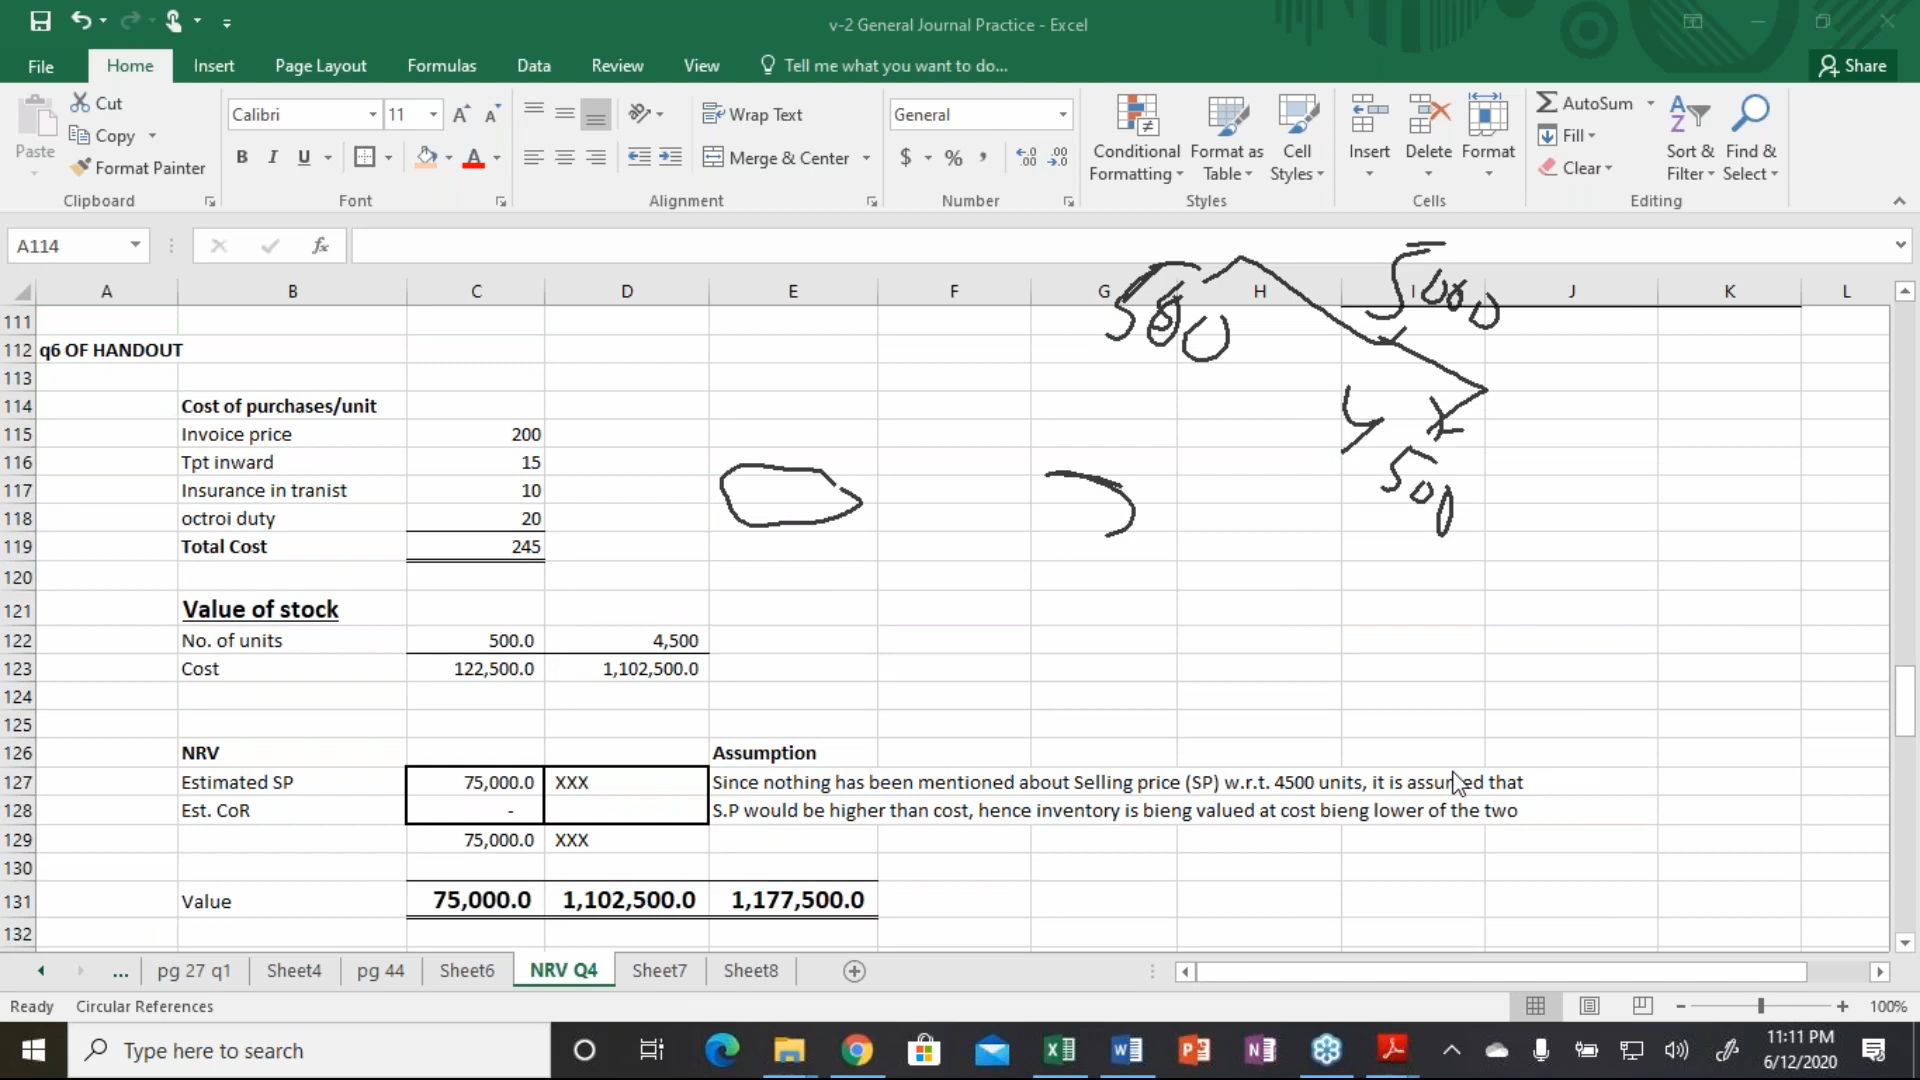 v-2 General Journal Practice - Excel
File Home Insert Page Layout Formulas Data Review View Tell me what you want to do... Share
Paste Cut Copy Format Painter Clipboard
Calibri 11 B I U Font
Wrap Text Merge & Center Alignment
General $ % , Number
Conditional Formatting Format as Table Cell Styles Styles
Insert Delete Format Cells
AutoSum Fill Clear Sort & Filter Find & Select Editing
A114 fx
A B C D E F G H I J K L
500 5000
111
112 q6 OF HANDOUT
113
114 Cost of purchases/unit
115 Invoice price 200
116 Tpt inward 15
500
117 Insurance in tranist 10
118 octroi duty 20
119 Total Cost 245
120
121 Value of stock
122 No. of units 500.0 4,500
123 Cost 122,500.0 1,102,500.0
124
125
126 NRV Assumption
127 Estimated SP 75,000.0 XXX Since nothing has been mentioned about Selling price (SP) w.r.t. 4500 units, it is assumed that
128 Est. CoR - S.P would be higher than cost, hence inventory is bieng valued at cost bieng lower of the two
129 75,000.0 XXX
130
131 Value 75,000.0 1,102,500.0 1,177,500.0
132
... pg 27 q1 Sheet4 pg 44 Sheet6 NRV Q4 Sheet7 Sheet8
Ready Circular References 100%
Type here to search 11:11 PM
6/12/2020